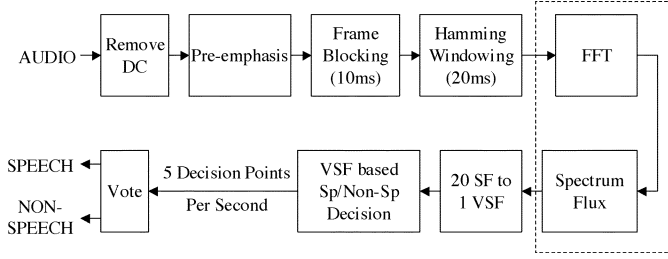 AUDIO
Remove
DC
Pre-emphasis
Frame
Blocking
(10ms)
Hamming
Windowing
(20ms)
FFT
SPEECH
NON-
SPEECH
Vote
5 Decision Points
Per Second
VSF based
Sp/Non-Sp
Decision
20 SF to
1 VSF
Spectrum
Flux